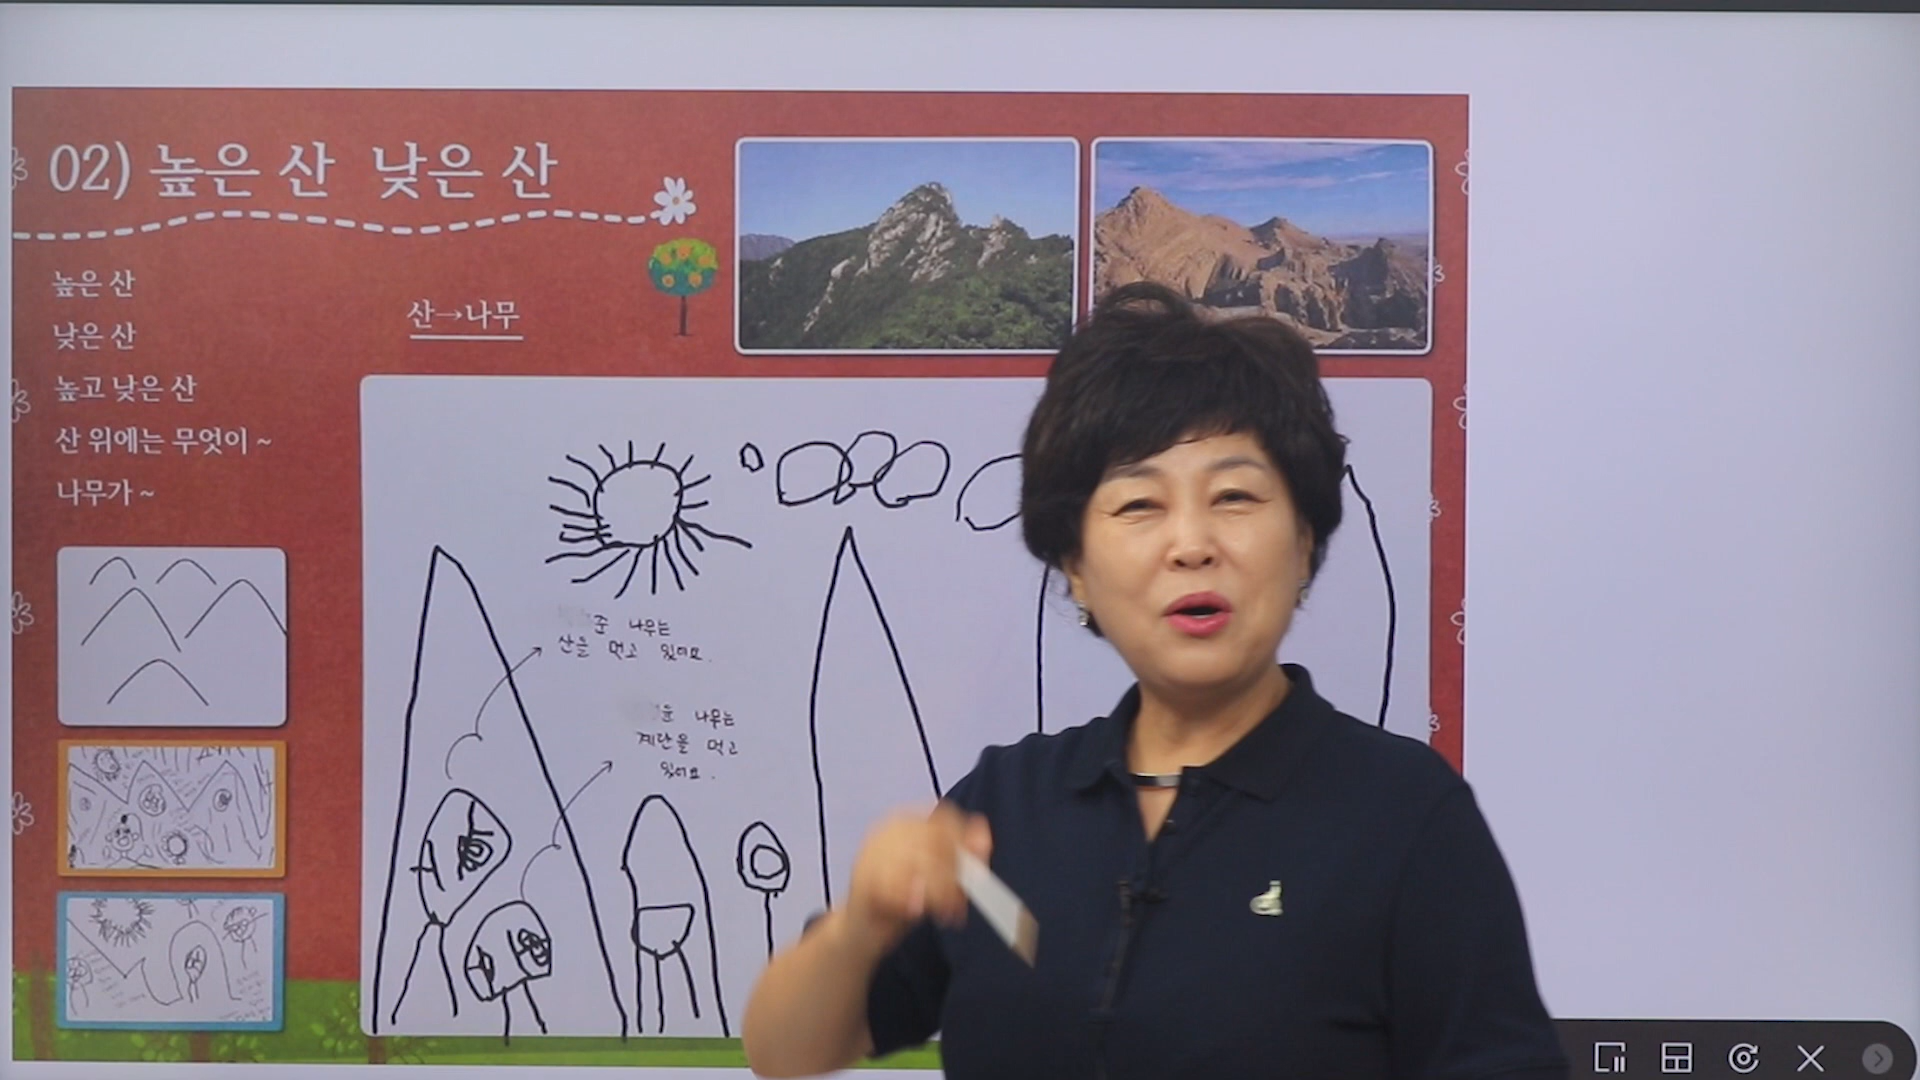 02) 높은 산 낮은 산
높은 산
낮은 산
높고 낮은 산
산 위에는 무엇이 ~
나무가 ~
산→나무
준 나무는
산을 먹고 있어요.
윤 나무는
계단을 먹고
있어요.